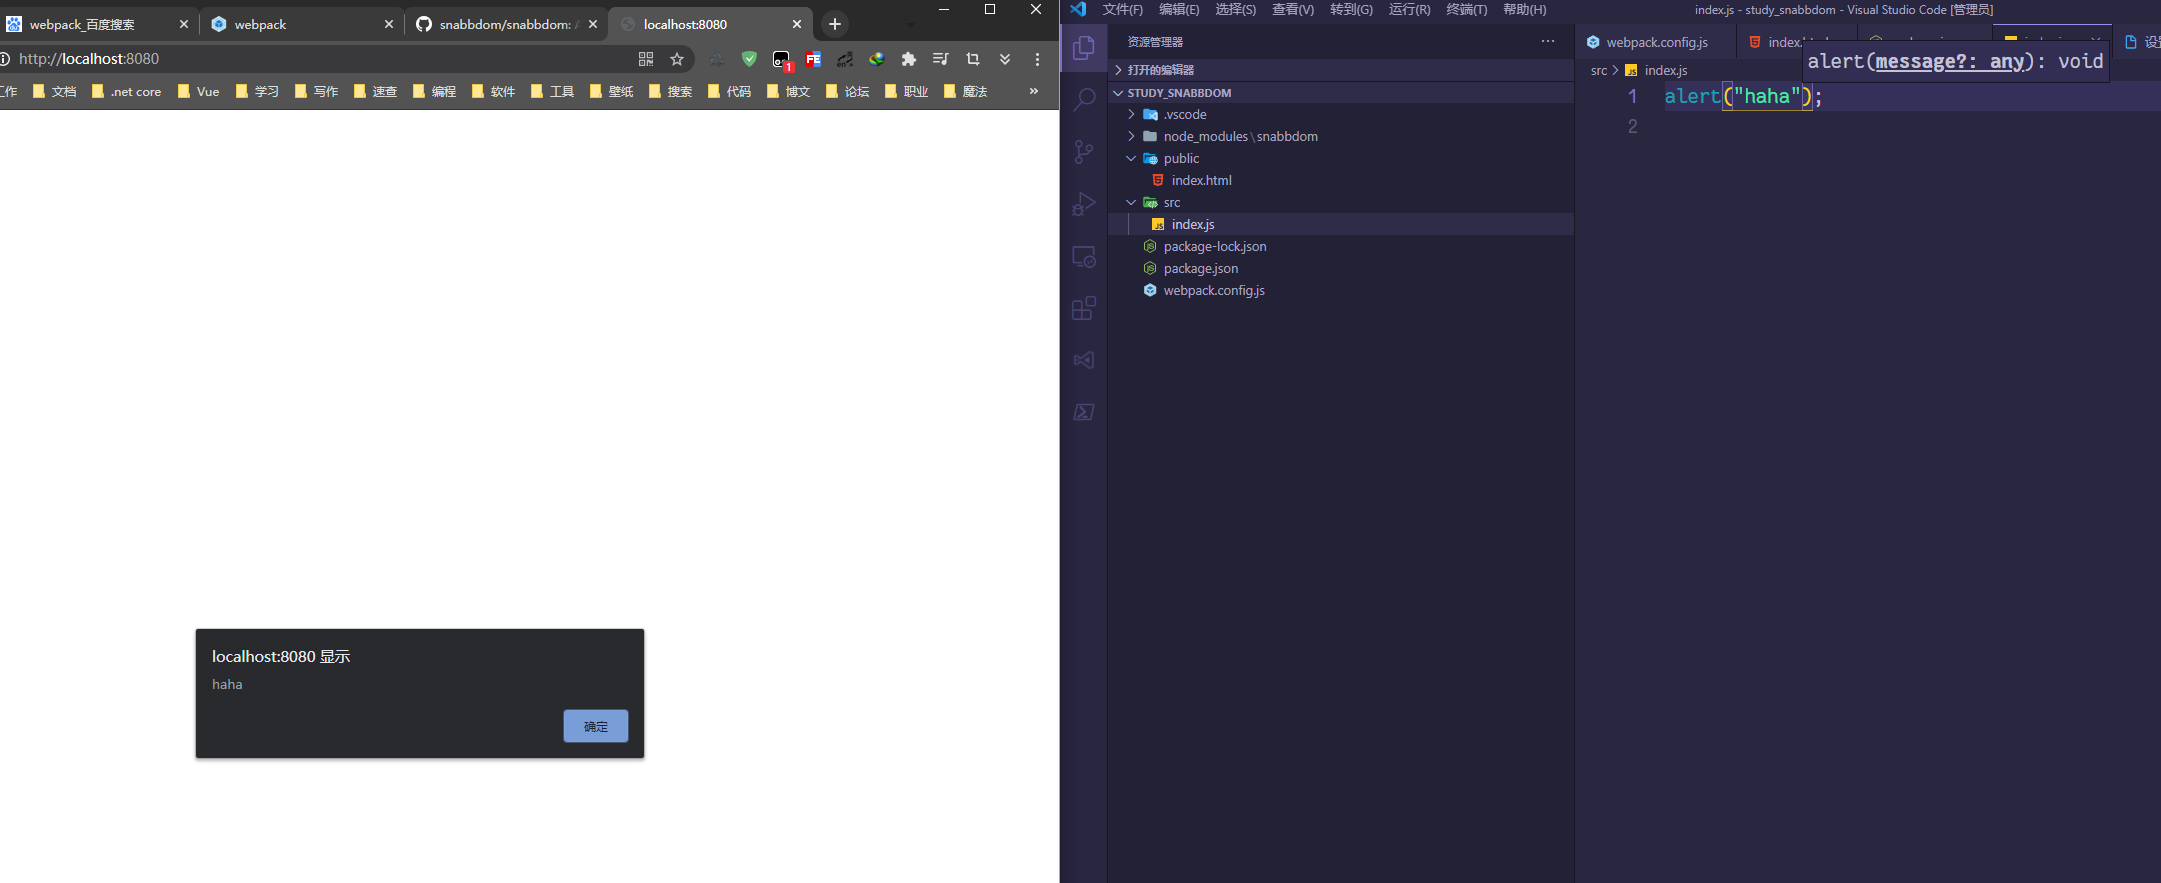 webpack_百度搜索
webpack
snabbdom/snabbdom: A
localhost:8080
http://localhost:8080
工作 文档 .net core Vue 学习 写作 速查 编程 软件 工具 壁纸 搜索 代码 博文 论坛 职业 魔法 »
localhost:8080 显示
haha
确定
文件(F) 编辑(E) 选择(S) 查看(V) 转到(G) 运行(R) 终端(T) 帮助(H)
index.js - study_snabbdom - Visual Studio Code [管理员]
资源管理器 ···
打开的编辑器
STUDY_SNABBDOM
.vscode
node_modules\snabbdom
public
index.html
src
index.js
package-lock.json
package.json
webpack.config.js
webpack.config.js
src > index.js
alert(message?: any): void
1 alert("haha");
2